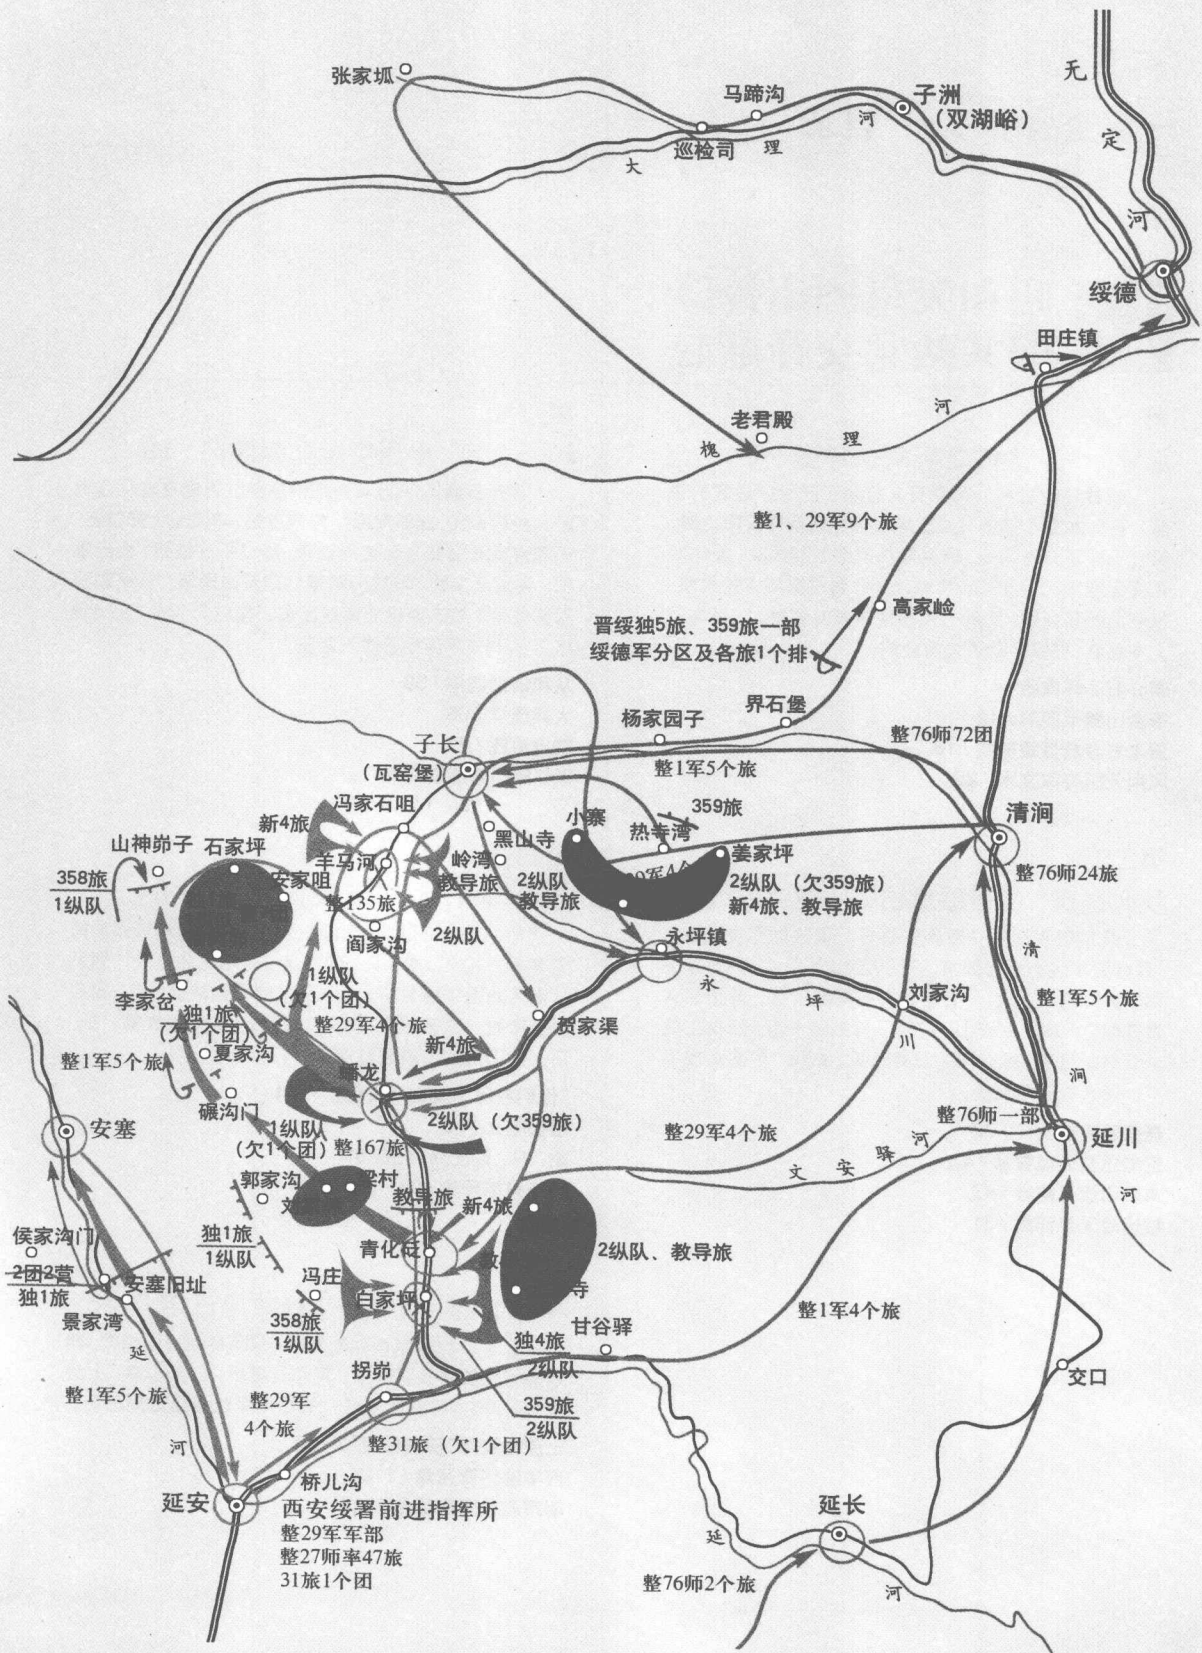 张家坬
马蹄沟
子洲
（双湖峪）
巡检司
大
理
河
无
定
河
绥德
田庄镇
老君殿
槐
理
河
整1、29军9个旅
高家崄
晋绥独5旅、359旅一部
绥德军分区及各旅1个排
界石堡
杨家园子
整76师72团
子长
（瓦窑堡）
整1军5个旅
冯家石咀
新4旅
小寨
359旅
热寺湾
清涧
黑山寺
山神峁子
石家坪
羊马河
岭湾
姜家坪
358旅
1纵队
安家咀
教导旅
2纵队
教导旅
2纵队（欠359旅）
新4旅、教导旅
整76师24旅
整135旅
阎家沟
2纵队
永坪镇
清
李家岔
1纵队
（欠1个团）
永
坪
川
刘家沟
整1军5个旅
独1旅
（欠1个团）
整29军4个旅
贺家渠
夏家沟
新4旅
整1军5个旅
蟠龙
涧
碾沟门
1纵队
（欠1个团）
整167旅
2纵队（欠359旅）
整76师一部
安塞
整29军4个旅
延川
文
安
驿
河
河
郭家沟
梁村
教导旅
新4旅
独1旅
1纵队
侯家沟门
青化砭
2纵队、教导旅
2团2营
独1旅
安塞旧址
冯庄
白家坪
寺
景家湾
358旅
1纵队
独4旅
2纵队
甘谷驿
整1军4个旅
延
拐峁
交口
整1军5个旅
整29军
4个旅
359旅
2纵队
河
整31旅（欠1个团）
桥儿沟
延安
西安绥署前进指挥所
整29军军部
整27师率47旅
31旅1个团
延长
延
河
整76师2个旅